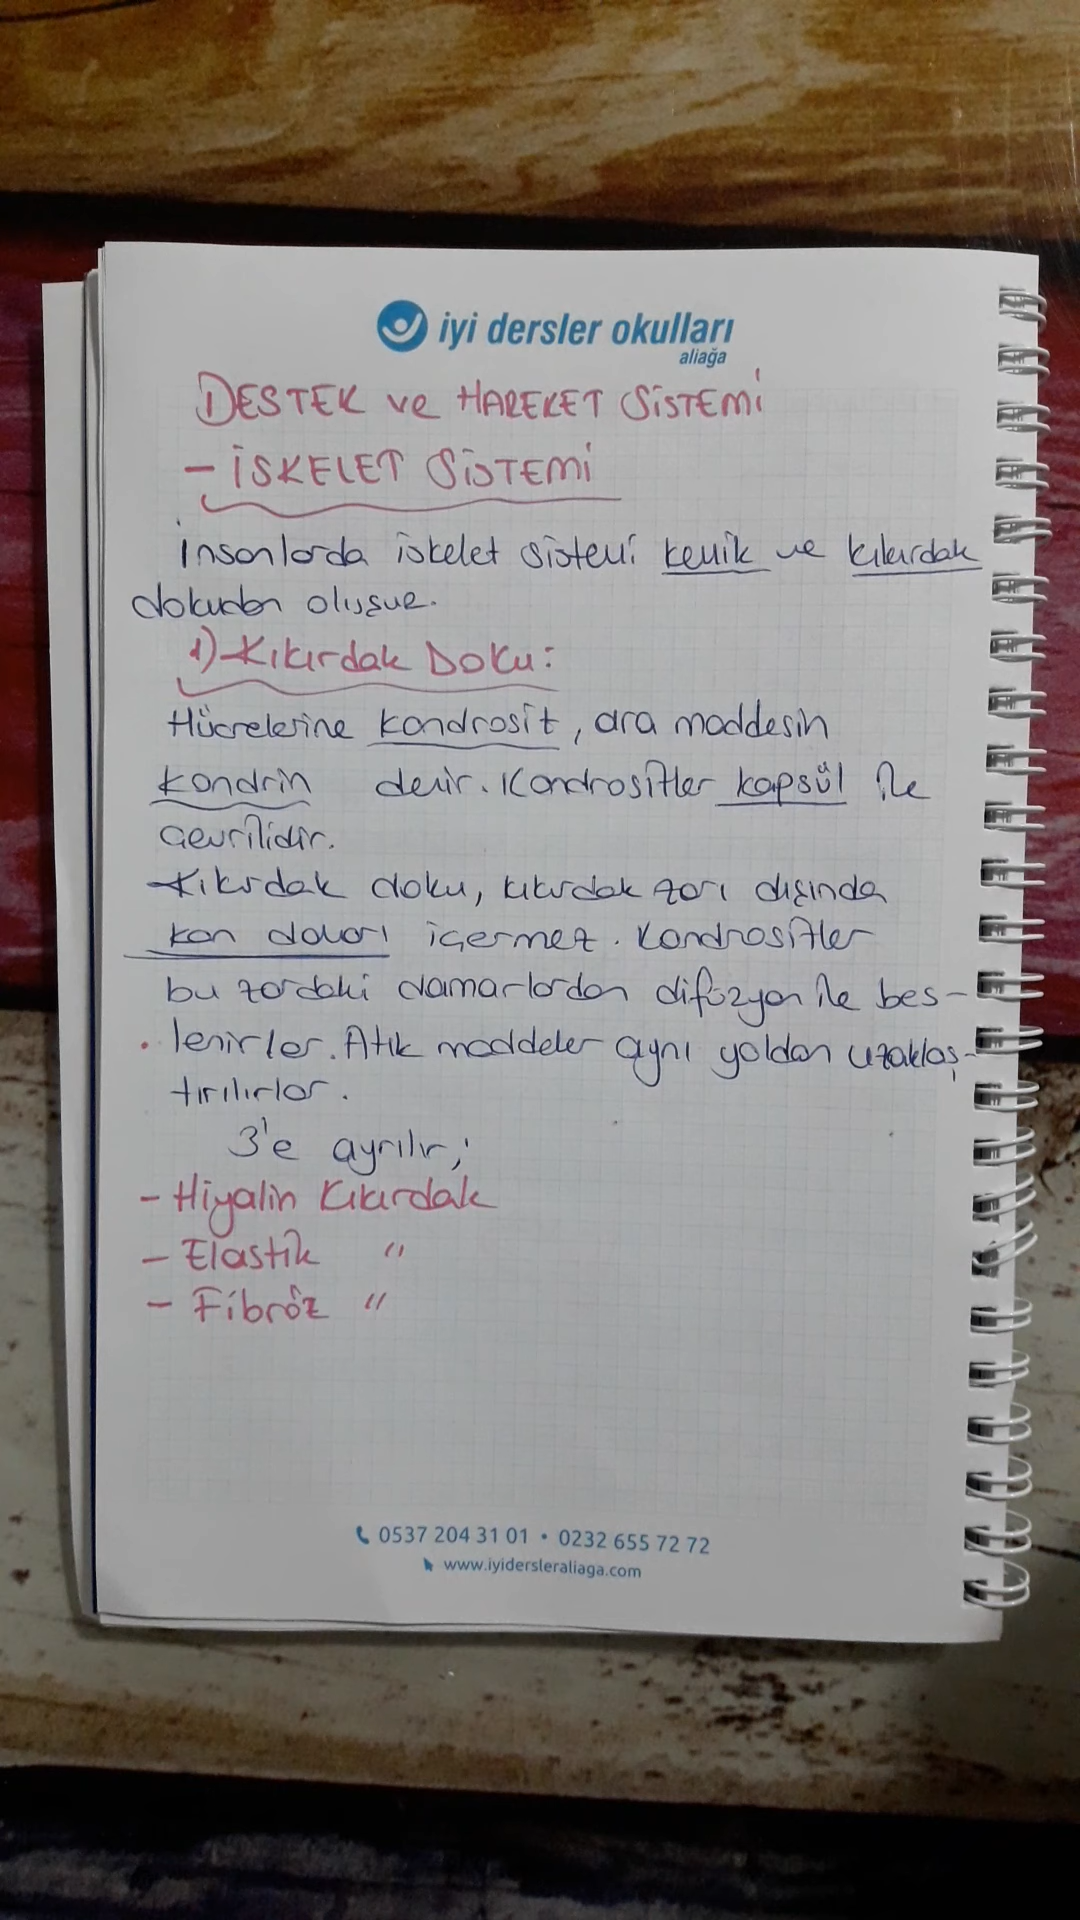 iyi dersler okulları
aliağa
DESTEK ve HAREKET SİSTEMİ
- İSKELET SİSTEMİ
İnsanlarda iskelet sistemi kemik ve kıkırdak
dokudan oluşur.
1) Kıkırdak Doku:
Hücrelerine kondrosit, ara maddesin
kondrin denir. Kondrositler kapsül ile
çevrilidir.
Kıkırdak doku, kıkırdak zarı dışında
kan damarı içermez. Kondrositler
bu zardaki damarlardan difüzyon ile bes-
lenirler. Atık maddeler aynı yoldan uzaklaş-
tırılırlar.
3'e ayrılır;
- Hiyalin Kıkırdak
- Elastik "
- Fibröz "
0537 204 31 01 • 0232 655 72 72
www.iyidersleraliaga.com